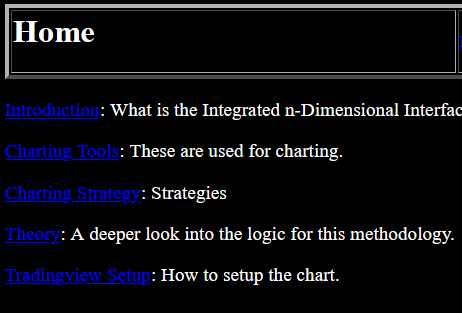 Home
Introduction: What is the Integrated n-Dimensional
Charting Tools: These are used for charting.
Charting Strategy: Strategies
Theory: A deeper look into the logic for this methodology.
Tradingview Setup: How to setup the chart.